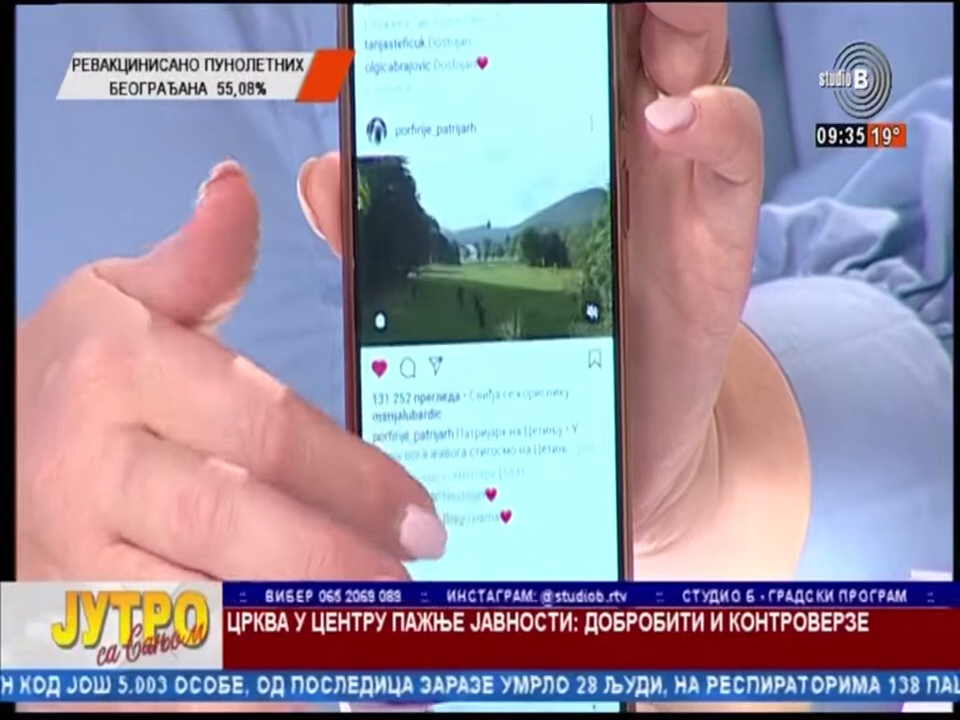 РЕВАКЦИНИСАНО ПУНОЛЕТНИХ
БЕОГРАЂАНА 55,08%
studio B
09:35 19°
tanjasteficuk Dostojan
olgicabrajovic Dostojan❤
porfirije_patrijarh
131 252 прегледа • Свиђа се кориснику
porfirije_patrijarh Патријарх на Цетињу • У
живога стигосмо на Цетињ
ЈУТРО
са Сањом
:: ВИБЕР 065 2069 089 :: ИНСТАГРАМ: @studiob.rtv :: СТУДИО Б - ГРАДСКИ ПРОГРАМ ::
ЦРКВА У ЦЕНТРУ ПАЖЊЕ ЈАВНОСТИ: ДОБРОБИТИ И КОНТРОВЕРЗЕ
Н КОД ЈОШ 5.003 ОСОБЕ, ОД ПОСЛЕДИЦА ЗАРАЗЕ УМРЛО 28 ЉУДИ, НА РЕСПИРАТОРИМА 138 ПАЦ